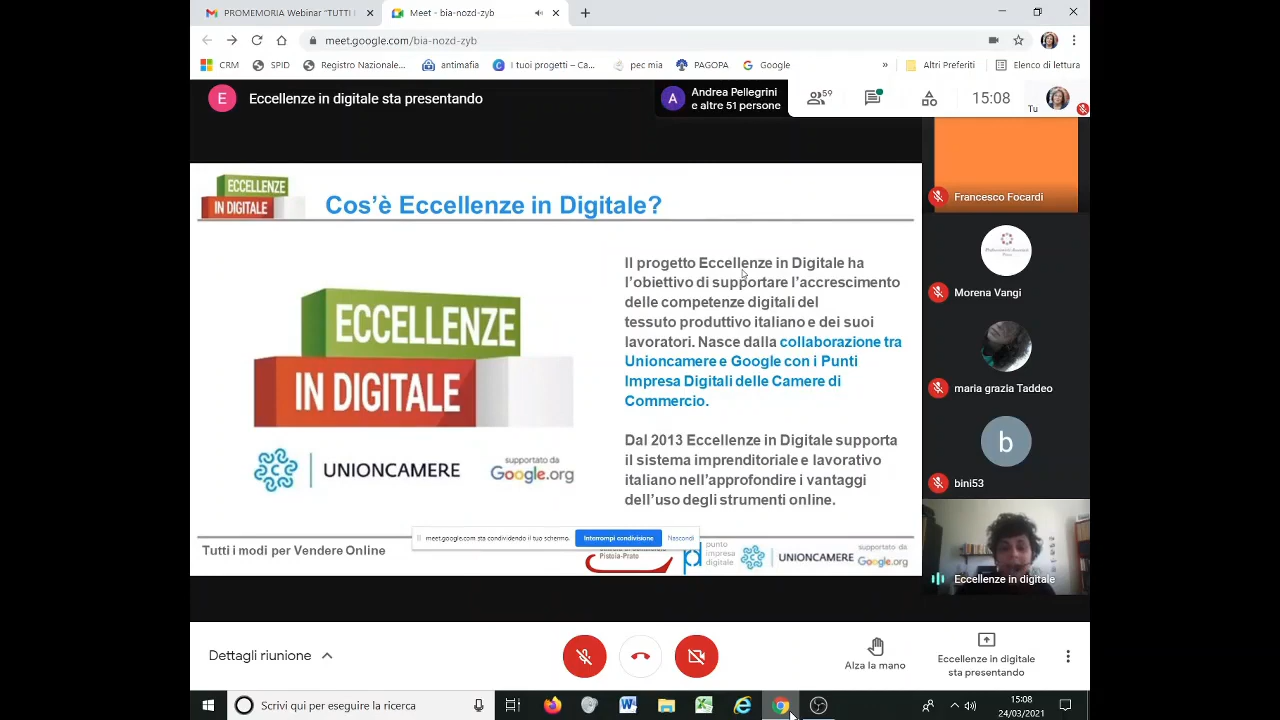 PROMEMORIA Webinar "TUTTI I
Meet - bia-nozd-zyb
meet.google.com/bia-nozd-zyb
CRM
SPID
Registro Nazionale...
antimafia
I tuoi progetti – Ca...
pec mia
PAGOPA
Google
»
Altri Preferiti
Elenco di lettura
E
Eccellenze in digitale sta presentando
A
Andrea Pellegrini
e altre 51 persone
59
15:08
Tu
ECCELLENZE
IN DIGITALE
Cos'è Eccellenze in Digitale?
ECCELLENZE
IN DIGITALE
UNIONCAMERE
supportato da
Google.org
Il progetto Eccellenze in Digitale ha
l'obiettivo di supportare l'accrescimento
delle competenze digitali del
tessuto produttivo italiano e dei suoi
lavoratori. Nasce dalla collaborazione tra
Unioncamere e Google con i Punti
Impresa Digitali delle Camere di
Commercio.
Dal 2013 Eccellenze in Digitale supporta
il sistema imprenditoriale e lavorativo
italiano nell'approfondire i vantaggi
dell'uso degli strumenti online.
meet.google.com sta condividendo il tuo schermo.
Interrompi condivisione
Nascondi
Tutti i modi per Vendere Online
Pistoia-Prato
punto
impresa
digitale
UNIONCAMERE
supportato da
Google.org
Francesco Focardi
Morena Vangi
maria grazia Taddeo
b
bini53
Eccellenze in digitale
Dettagli riunione
Alza la mano
Eccellenze in digitale
sta presentando
Scrivi qui per eseguire la ricerca
15:08
24/03/2021